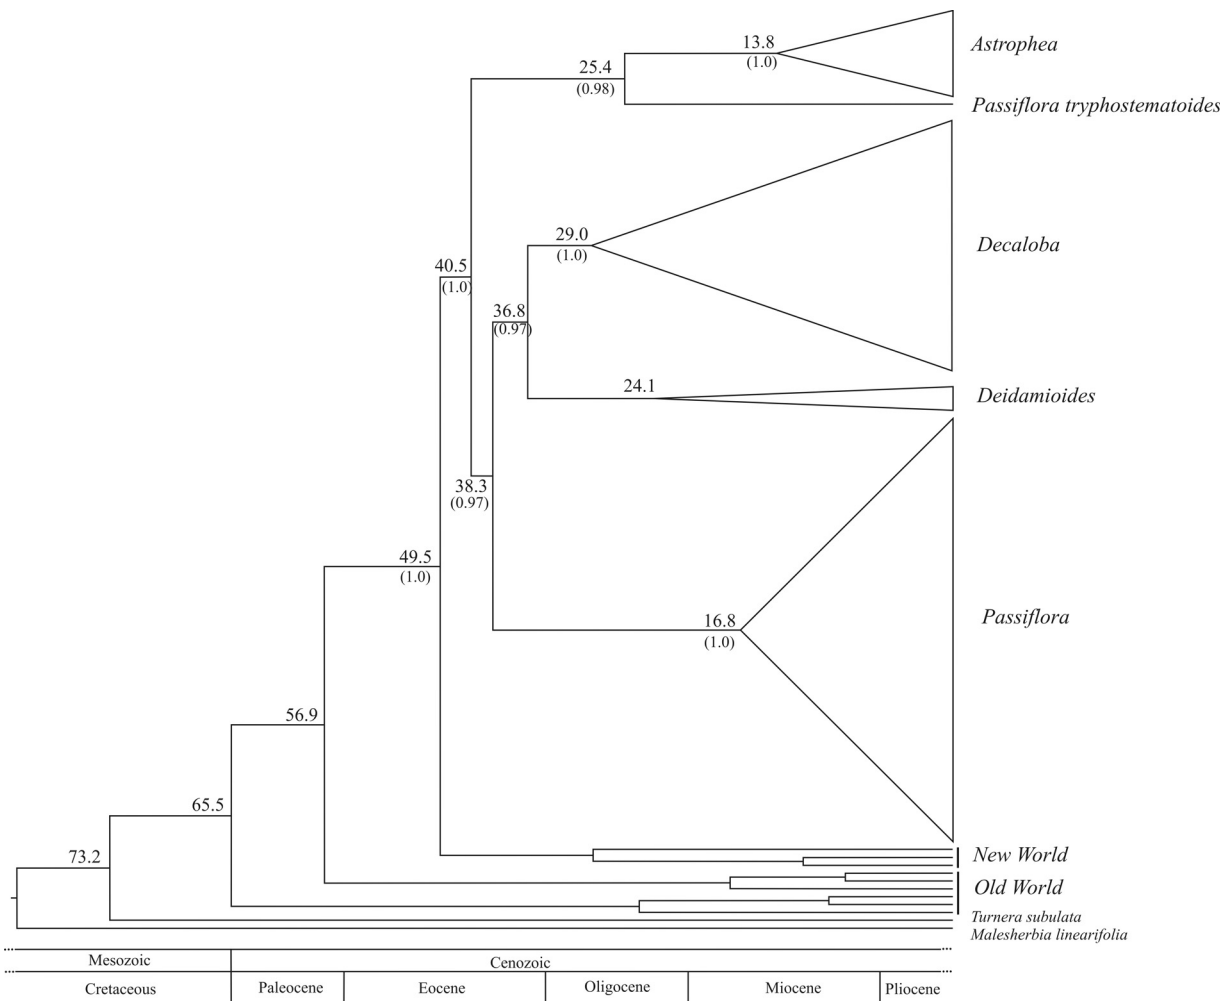 13.8
(1.0)
Astrophea
25.4
(0.98)
Passiflora tryphostematoides
29.0
(1.0)
Decaloba
40.5
(1.0)
36.8
(0.97)
24.1
Deidamioides
38.3
(0.97)
49.5
(1.0)
16.8
(1.0)
Passiflora
56.9
65.5
73.2
New World
Old World
Turnera subulata
Malesherbia linearifolia
Mesozoic Cenozoic
Cretaceous Paleocene Eocene Oligocene Miocene Pliocene